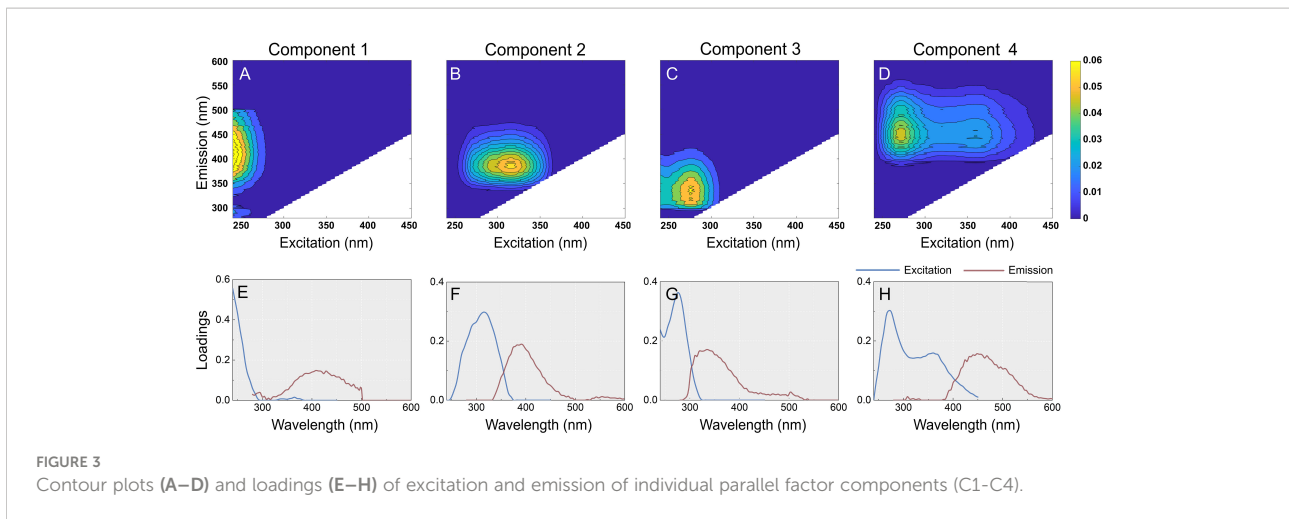 Component 1 Component 2 Component 3 Component 4
A B C D
Emission (nm)
600
550
500
450
400
350
300
250 300 350 400 450 250 300 350 400 450 250 300 350 400 450 250 300 350 400 450
Excitation (nm) Excitation (nm) Excitation (nm) Excitation (nm)
0.06
0.05
0.04
0.03
0.02
0.01
0
Excitation Emission
E F G H
Loadings
0.6 0.4 0.4 0.4
0.4 0.2 0.2 0.2
0.2
0.0 0.0 0.0 0.0
300 400 500 600 300 400 500 600 300 400 500 600 300 400 500 600
Wavelength (nm) Wavelength (nm) Wavelength (nm) Wavelength (nm)
FIGURE 3
Contour plots (A–D) and loadings (E–H) of excitation and emission of individual parallel factor components (C1-C4).